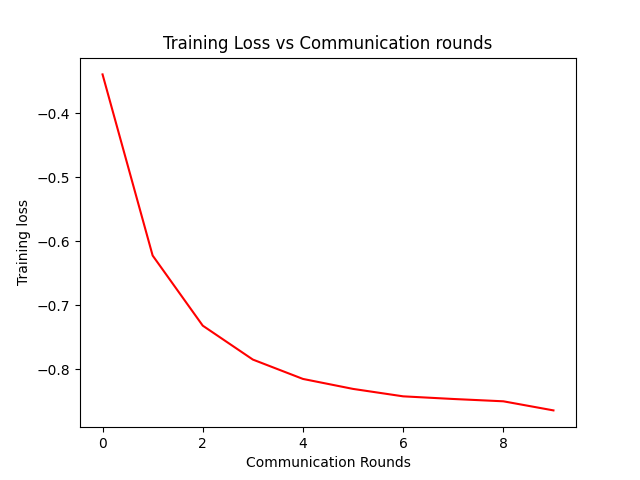 Training Loss vs Communication rounds
−0.4
−0.5
−0.6
−0.7
−0.8
Training loss
0 2 4 6 8
Communication Rounds